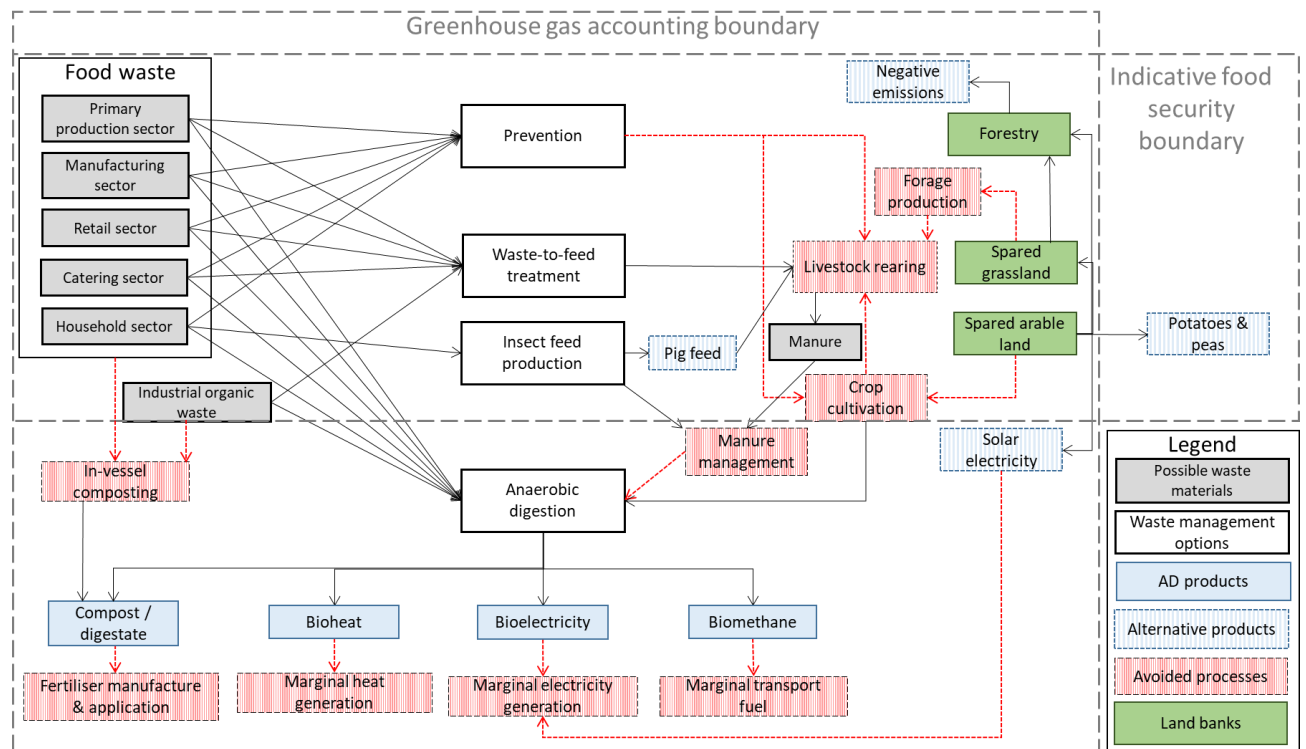 Greenhouse gas accounting boundary
Indicative food
security
boundary
Food waste
Primary
production sector
Manufacturing
sector
Retail sector
Catering sector
Household sector
Industrial organic
waste
In-vessel
composting
Prevention
Waste-to-feed
treatment
Insect feed
production
Pig feed
Anaerobic
digestion
Negative
emissions
Forestry
Forage
production
Livestock rearing
Spared
grassland
Manure
Spared arable
land
Potatoes &
peas
Crop
cultivation
Manure
management
Solar
electricity
Compost /
digestate
Bioheat
Bioelectricity
Biomethane
Fertiliser manufacture
& application
Marginal heat
generation
Marginal electricity
generation
Marginal transport
fuel
Legend
Possible waste
materials
Waste management
options
AD products
Alternative products
Avoided processes
Land banks